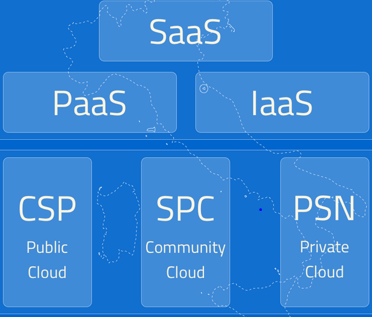 SaaS
PaaS
IaaS
CSP
Public
Cloud
SPC
Community
Cloud
PSN
Private
Cloud